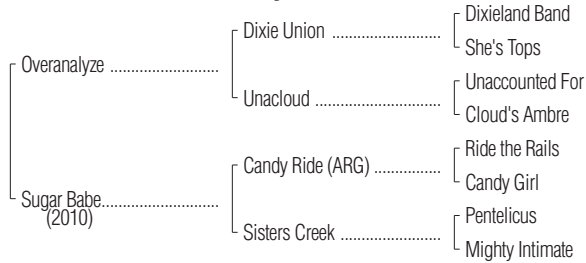 Dixieland Band
Dixie Union ....................
She's Tops
Overanalyze ...........................
Unaccounted For
Unacloud ........................
Cloud's Ambre
Ride the Rails
Candy Ride (ARG) .................
Candy Girl
Sugar Babe.............................
(2010)
Pentelicus
Sisters Creek .........................
Mighty Intimate